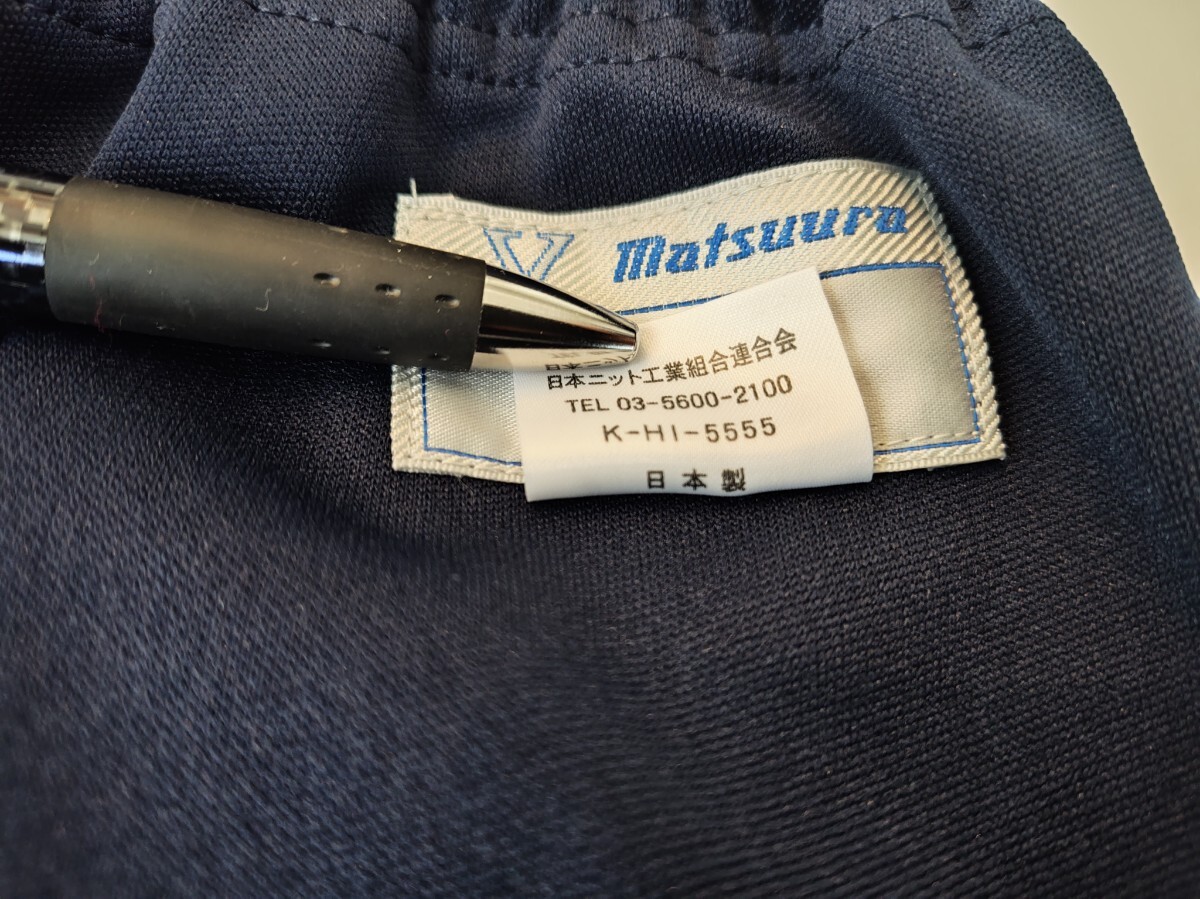 Matsuura
日本ニット工業組合連合会
TEL 03-5600-2100
K-HI-5555
日本製